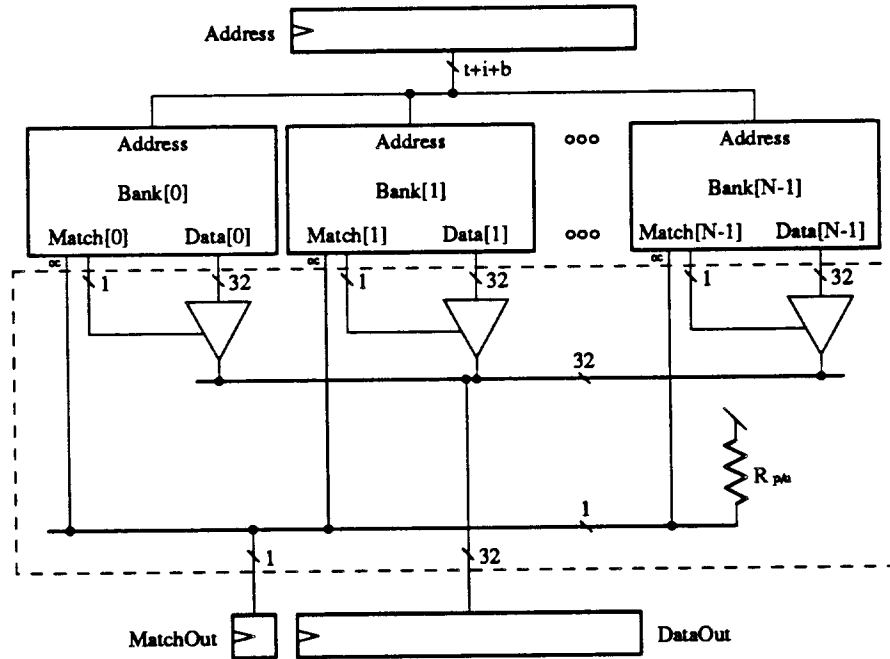 Address
t+i+b
Address Address ooo Address
Bank[0] Bank[1] Bank[N-1]
Match[0] Data[0] Match[1] Data[1] ooo Match[N-1] Data[N-1]
oc 1 32 oc 1 32 oc 1 32
32
R p/u
1
1 32
MatchOut DataOut